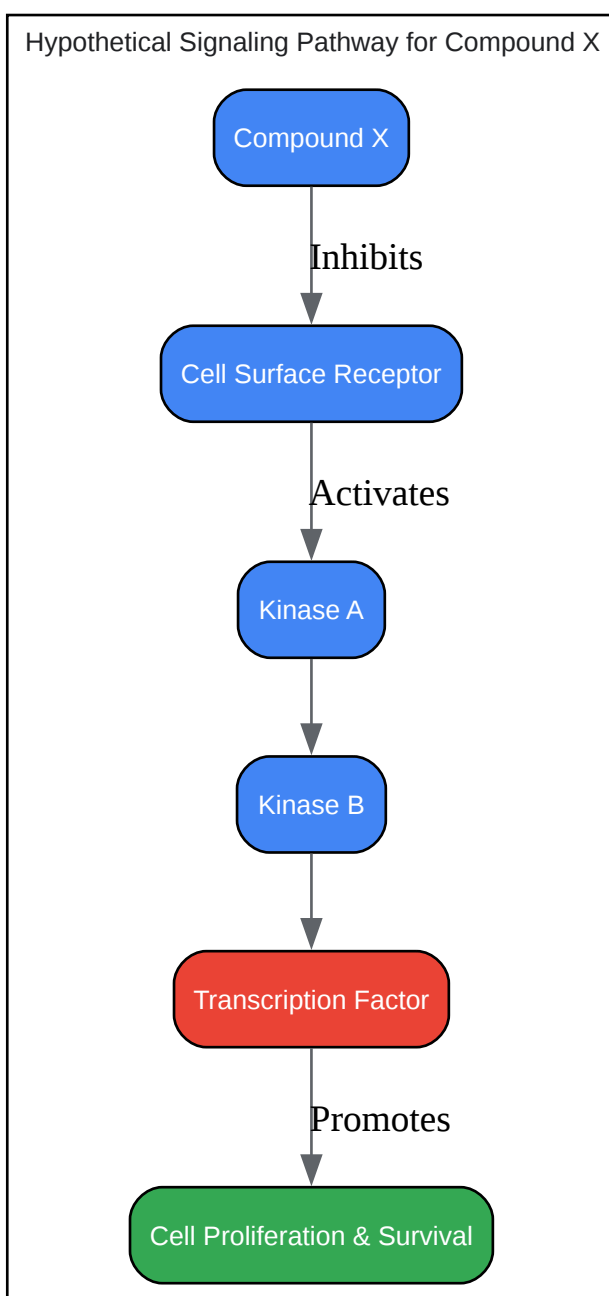 Hypothetical Signaling Pathway for Compound X
Compound X
Inhibits
Cell Surface Receptor
Activates
Kinase A
Kinase B
Transcription Factor
Promotes
Cell Proliferation & Survival